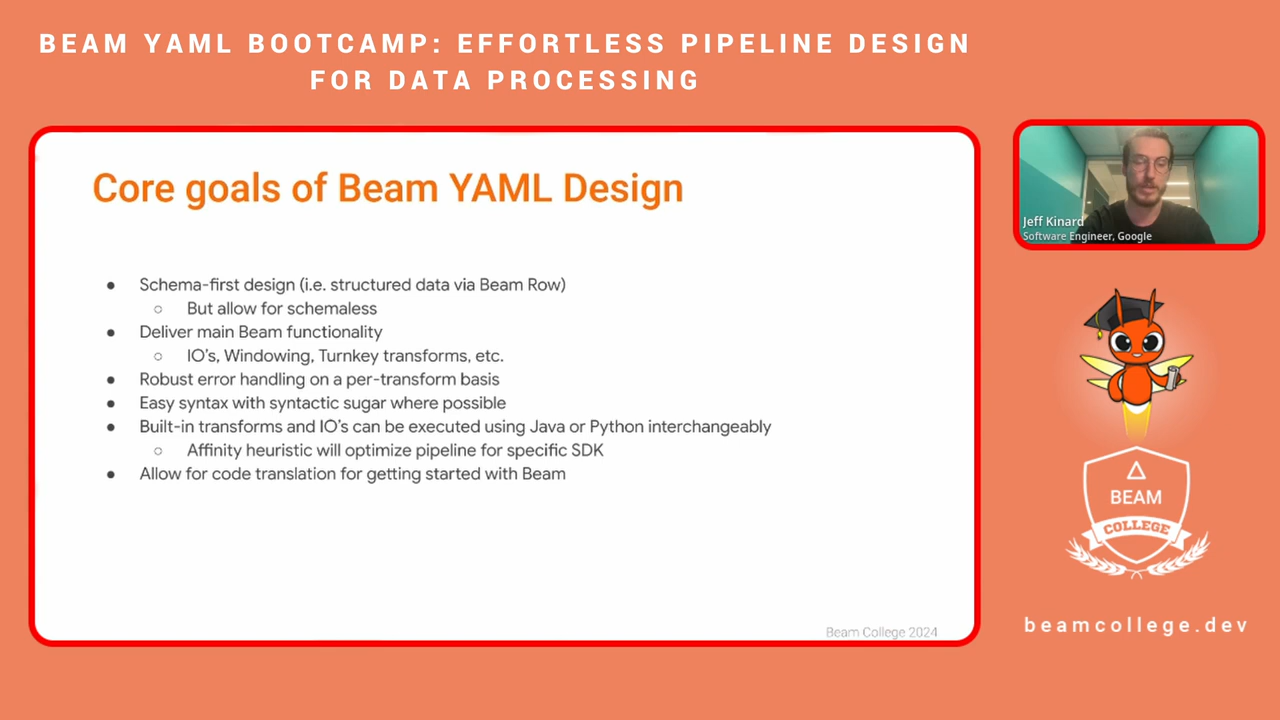 BEAM YAML BOOTCAMP: EFFORTLESS PIPELINE DESIGN
FOR DATA PROCESSING
Core goals of Beam YAML Design
● Schema-first design (i.e. structured data via Beam Row)
○ But allow for schemaless
● Deliver main Beam functionality
○ IO's, Windowing, Turnkey transforms, etc.
● Robust error handling on a per-transform basis
● Easy syntax with syntactic sugar where possible
● Built-in transforms and IO's can be executed using Java or Python interchangeably
○ Affinity heuristic will optimize pipeline for specific SDK
● Allow for code translation for getting started with Beam
Beam College 2024
Jeff Kinard
Software Engineer, Google
BEAM
COLLEGE
beamcollege.dev